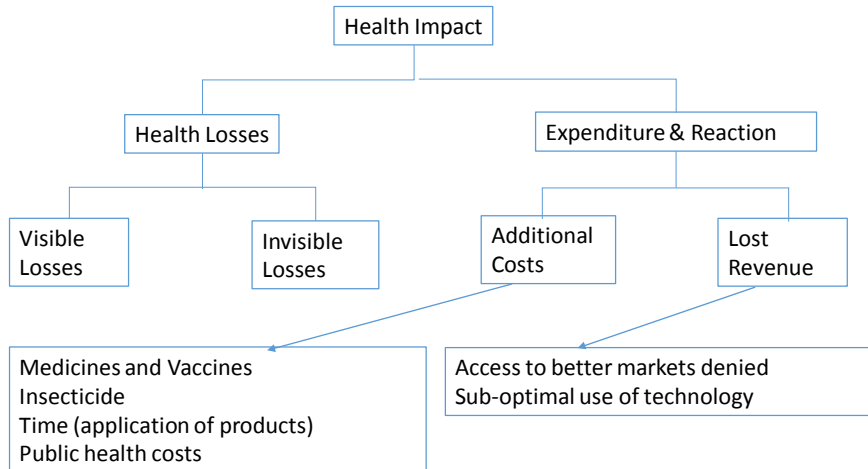 Health Impact
Health Losses
Expenditure & Reaction
Visible
Losses
Invisible
Losses
Additional
Costs
Lost
Revenue
Medicines and Vaccines
Insecticide
Time (application of products)
Public health costs
Access to better markets denied
Sub-optimal use of technology